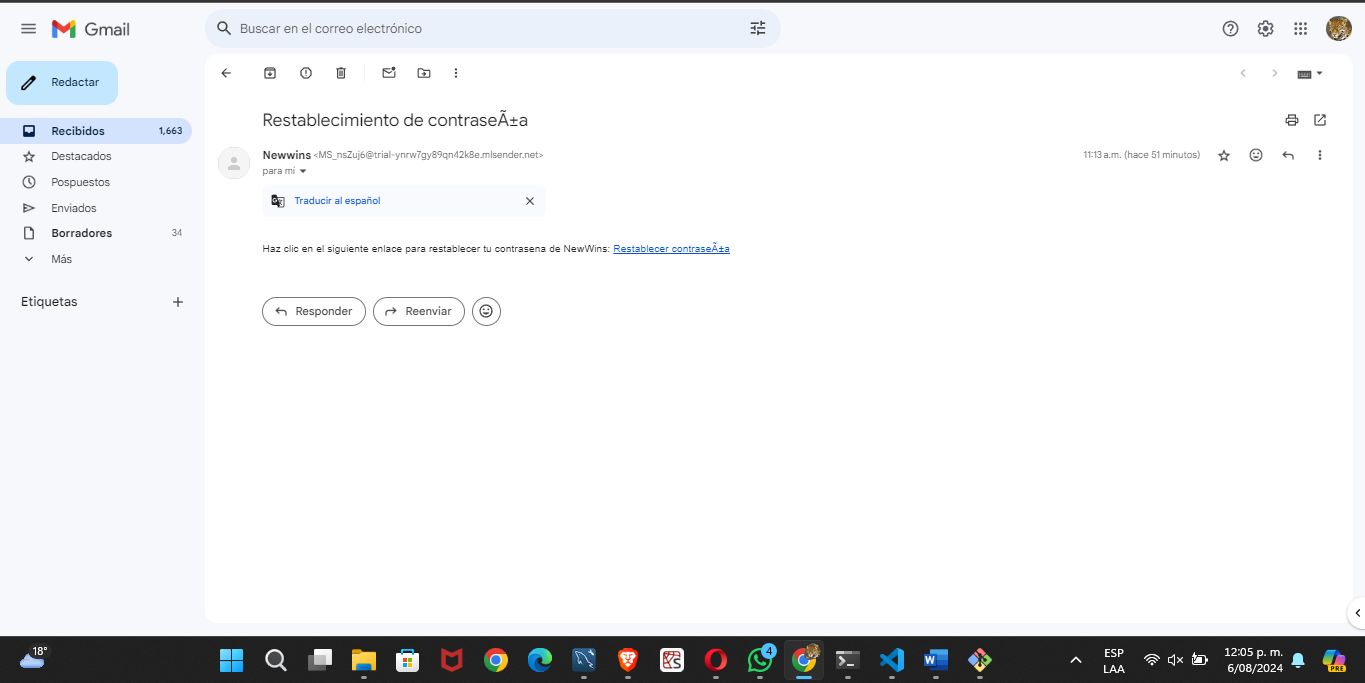 Gmail
Buscar en el correo electrónico
Redactar
Recibidos 1,663
Destacados
Pospuestos
Enviados
Borradores 34
Más
Etiquetas
Restablecimiento de contraseÃ±a
Newwins <MS_nsZuj6@trial-ynrw7gy89qn42k8e.mlsender.net>
11:13 a.m. (hace 51 minutos)
para mi
Traducir al español
Haz clic en el siguiente enlace para restablecer tu contrasena de NewWins: Restablecer contraseÃ±a
Responder
Reenviar
18°
4
PRE
ESP
LAA
12:05 p. m.
6/08/2024